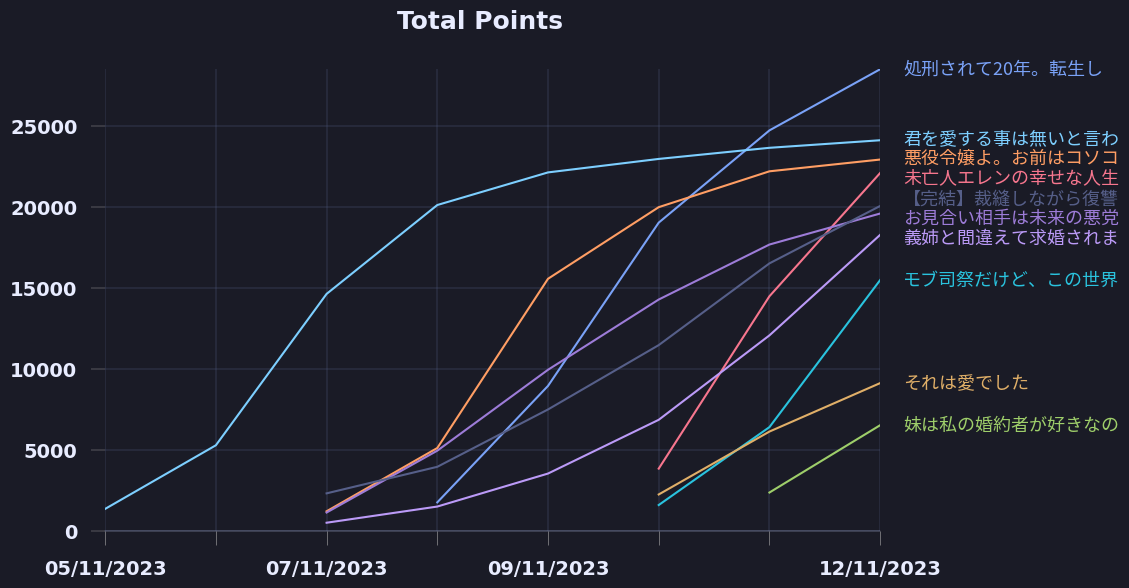 Total Points
処刑されて20年。転生し
25000
君を愛する事は無いと言わ
悪役令嬢よ。お前はコソコ
未亡人エレンの幸せな人生
20000
【完結】裁縫しながら復讐
お見合い相手は未来の悪党
義姉と間違えて求婚されま
15000
モブ司祭だけど、この世界
10000
それは愛でした
5000
妹は私の婚約者が好きなの
0
05/11/2023
07/11/2023
09/11/2023
12/11/2023